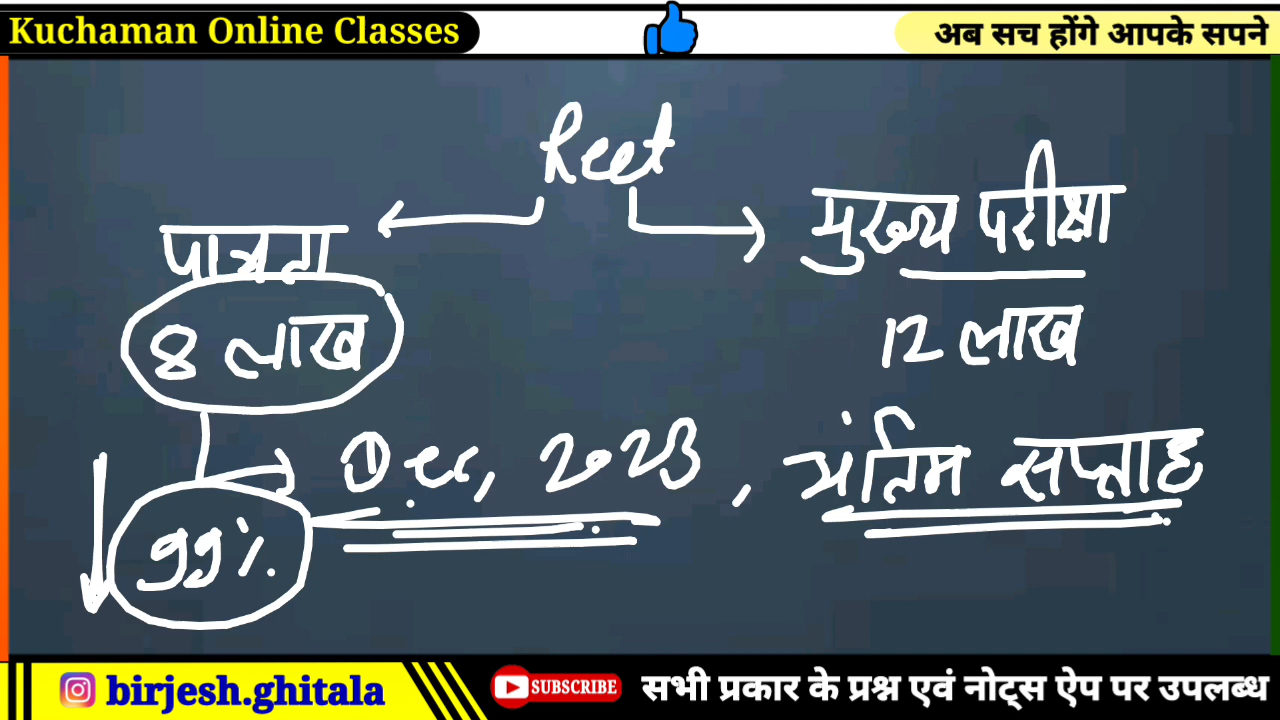 Kuchaman Online Classes
अब सच होंगे आपके सपने
Reet
पात्रता
मुख्य परीक्षा
8 लाख
12 लाख
Dec, 2023, अंतिम सप्ताह
99%
birjesh.ghitala
SUBSCRIBE
सभी प्रकार के प्रश्न एवं नोट्स ऐप पर उपलब्ध